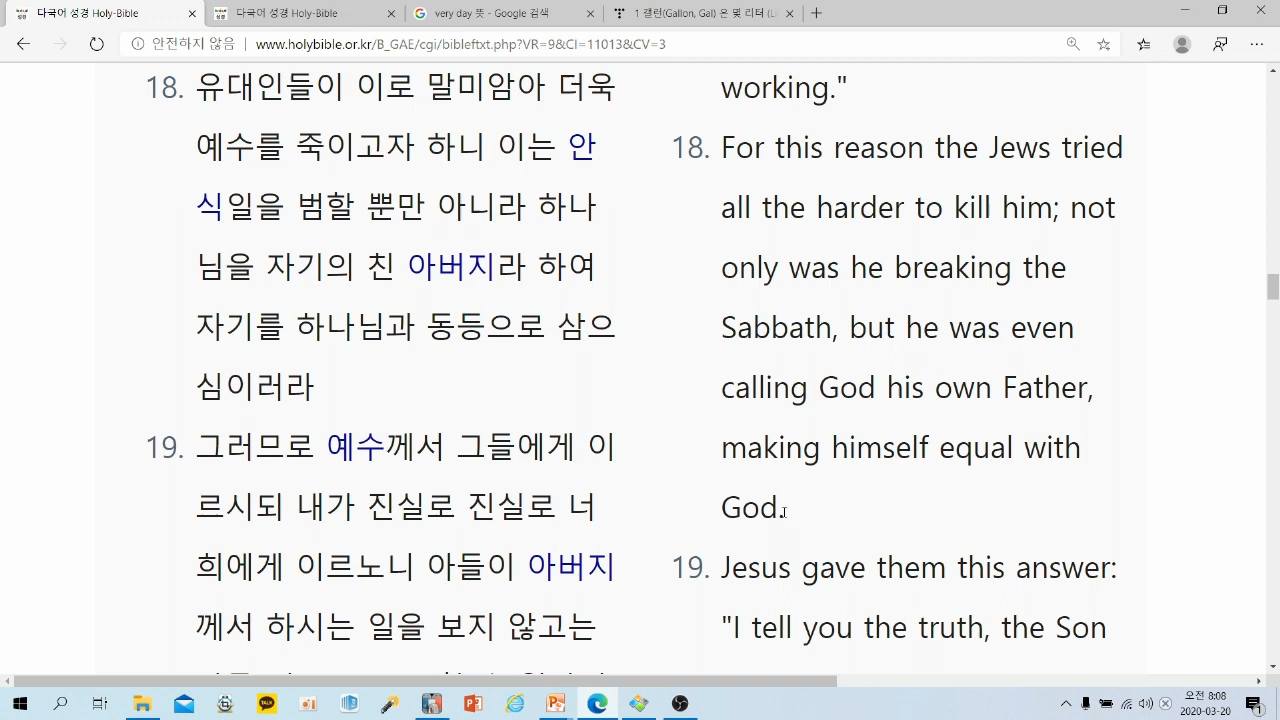 다국어 성경 Holy-Bible
다국어 성경 Holy-Bible
very day 뜻 - Google 검색
안전하지 않음
www.holybible.or.kr/B_GAE/cgi/bibleftxt.php?VR=9&CI=11013&CV=3
18. 유대인들이 이로 말미암아 더욱
예수를 죽이고자 하니 이는 안
식일을 범할 뿐만 아니라 하나
님을 자기의 친 아버지라 하여
자기를 하나님과 동등으로 삼으
심이러라
19. 그러므로 예수께서 그들에게 이
르시되 내가 진실로 진실로 너
희에게 이르노니 아들이 아버지
께서 하시는 일을 보지 않고는
working."
18. For this reason the Jews tried
all the harder to kill him; not
only was he breaking the
Sabbath, but he was even
calling God his own Father,
making himself equal with
God.
19. Jesus gave them this answer:
"I tell you the truth, the Son
오전 8:08
2020-03-20